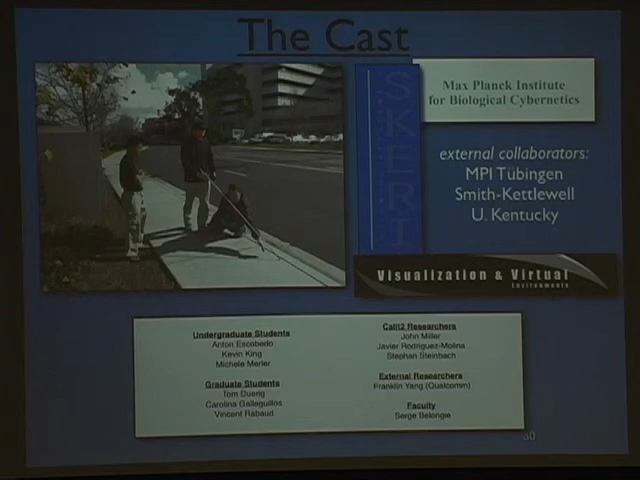 The Cast
SKERI
Max Planck Institute
for Biological Cybernetics
external collaborators:
MPI Tübingen
Smith-Kettlewell
U. Kentucky
Visualization & Virtual
Environments
Undergraduate Students
Anton Escobedo
Kevin King
Michele Merler
Graduate Students
Tom Duerig
Carolina Galleguillos
Vincent Rabaud
Calit2 Researchers
John Miller
Javier Rodriguez-Molina
Stephan Steinbach
External Researchers
Franklin Yang (Qualcomm)
Faculty
Serge Belongie